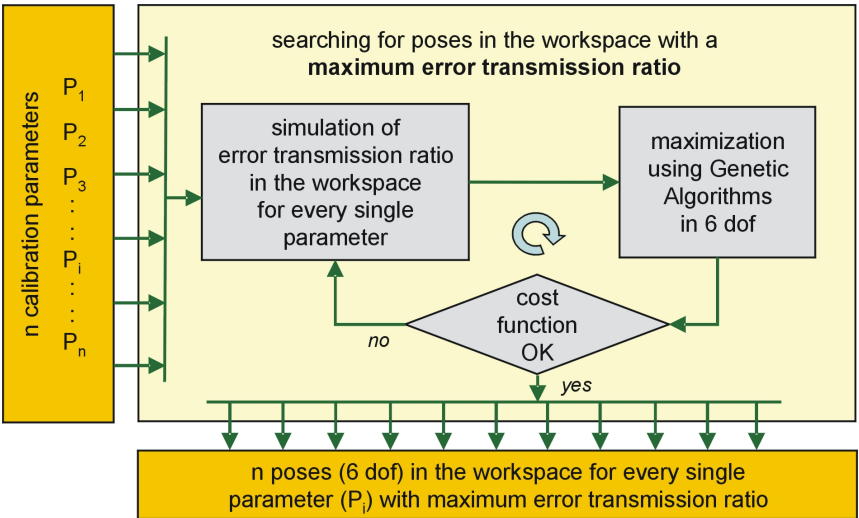 n calibration parameters
P1
P2
P3
:
:
Pi
:
:
Pn
searching for poses in the workspace with a
maximum error transmission ratio
simulation of
error transmission ratio
in the workspace
for every single
parameter
maximization
using Genetic
Algorithms
in 6 dof
cost
function
OK
no
yes
n poses (6 dof) in the workspace for every single
parameter (Pi) with maximum error transmission ratio